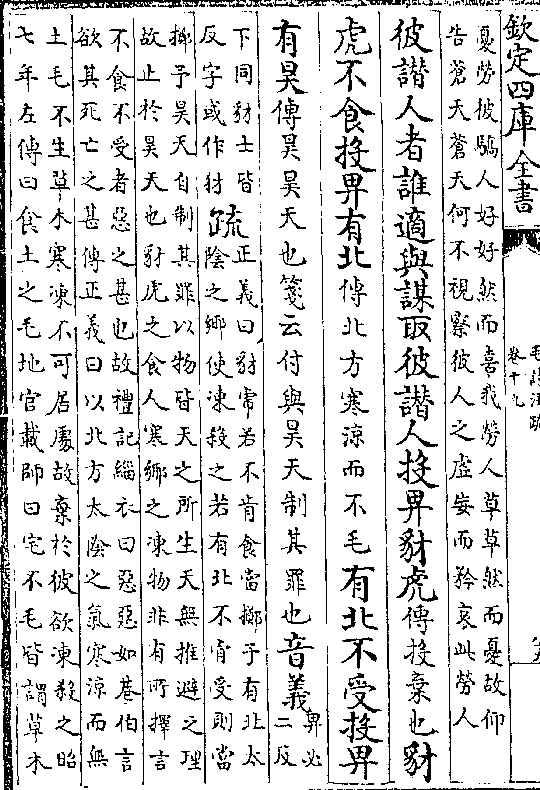 欽定四庫全書
毛詩注疏
卷十九
憂勞彼驕人好好然而喜我勞人草草然而憂故仰
告蒼天蒼天何不視察彼人之虛妄而矜哀此勞人
彼譖人者誰適與謀取彼譖人投畀豺虎傳投棄也豺
虎不食投畀有北傳北方寒涼而不毛有北不受投畀
有昊傳昊昊天也箋云付與昊天制其罪也音義畀必
二反
下同豺士皆
反字或作犲疏正義曰豺虎若不肯食當擲予有北太
陰之鄉使凍殺之若有北不肯受則當
擲予昊天自制其罪以物皆天之所生天無推避之理
故止於昊天也豺虎之食人寒鄉之凍物非有所擇言
不食不受者惡之甚也故禮記緇衣曰惡惡如巷伯言
欲其死亡之甚傳正義曰以北方太陰之氣寒涼而無
土毛不生草木寒凍不可居處故棄於彼欲凍殺之昭
七年左傳曰食土之毛地官載師曰宅不毛皆謂草木